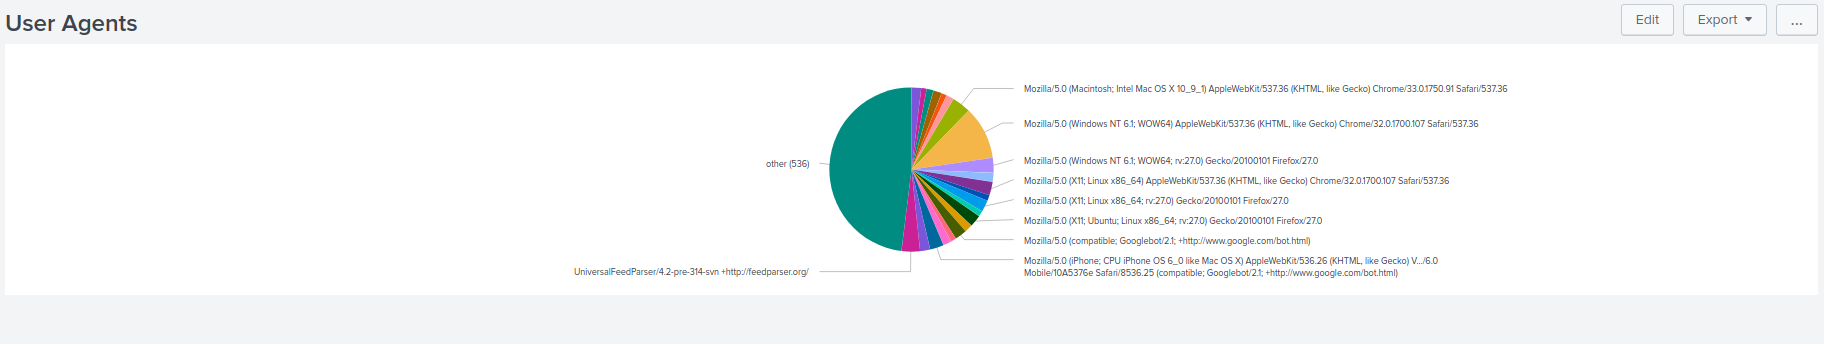 User Agents
Edit
Export
...
Mozilla/5.0 (Macintosh; Intel Mac OS X 10_9_1) AppleWebKit/537.36 (KHTML, like Gecko) Chrome/33.0.1750.91 Safari/537.36
Mozilla/5.0 (Windows NT 6.1; WOW64) AppleWebKit/537.36 (KHTML, like Gecko) Chrome/32.0.1700.107 Safari/537.36
Mozilla/5.0 (Windows NT 6.1; WOW64; rv:27.0) Gecko/20100101 Firefox/27.0
other (536)
Mozilla/5.0 (X11; Linux x86_64) AppleWebKit/537.36 (KHTML, like Gecko) Chrome/32.0.1700.107 Safari/537.36
Mozilla/5.0 (X11; Linux x86_64; rv:27.0) Gecko/20100101 Firefox/27.0
Mozilla/5.0 (X11; Ubuntu; Linux x86_64; rv:27.0) Gecko/20100101 Firefox/27.0
Mozilla/5.0 (compatible; Googlebot/2.1; +http://www.google.com/bot.html)
Mozilla/5.0 (iPhone; CPU iPhone OS 6_0 like Mac OS X) AppleWebKit/536.26 (KHTML, like Gecko) V.../6.0
Mobile/10A5376e Safari/8536.25 (compatible; Googlebot/2.1; +http://www.google.com/bot.html)
UniversalFeedParser/4.2-pre-314-svn +http://feedparser.org/